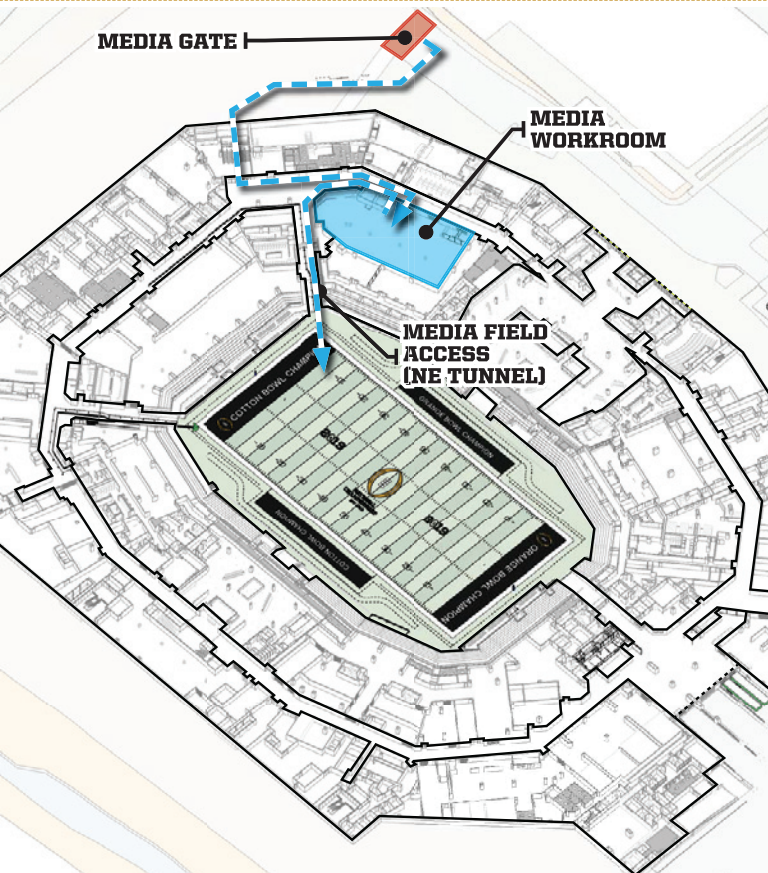 MEDIA GATE
MEDIA
WORKROOM
MEDIA FIELD
ACCESS
(NE TUNNEL)
COTTON BOWL CHAMPION
ORANGE BOWL CHAMPION
COTTON BOWL CHAMPION
ORANGE BOWL CHAMPION